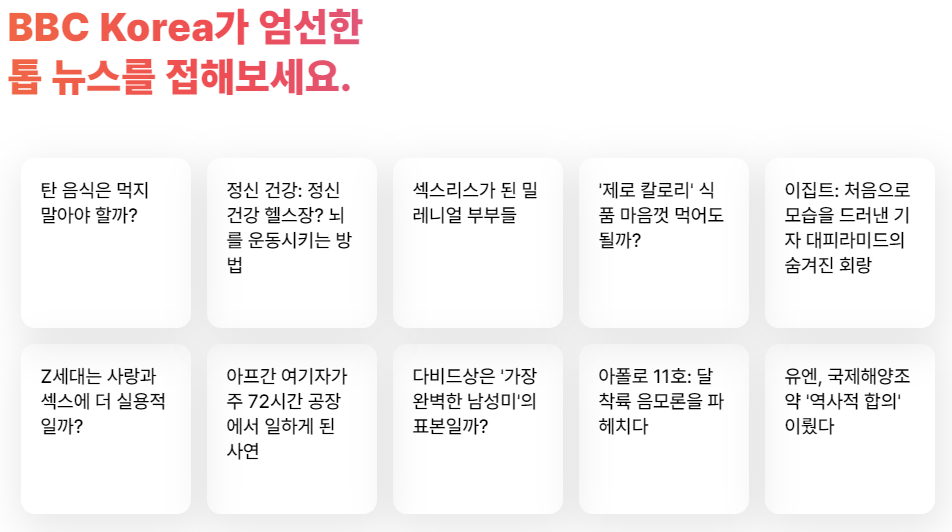 BBC Korea가 엄선한
톱 뉴스를 접해보세요.
탄 음식은 먹지
말아야 할까?
정신 건강: 정신
건강 헬스장? 뇌
를 운동시키는 방
법
섹스리스가 된 밀
레니얼 부부들
'제로 칼로리' 식
품 마음껏 먹어도
될까?
이집트: 처음으로
모습을 드러낸 기
자 대피라미드의
숨겨진 회랑
Z세대는 사랑과
섹스에 더 실용적
일까?
아프간 여기자가
주 72시간 공장
에서 일하게 된
사연
다비드상은 '가장
완벽한 남성미'의
표본일까?
아폴로 11호: 달
착륙 음모론을 파
헤치다
유엔, 국제해양조
약 '역사적 합의'
이뤘다